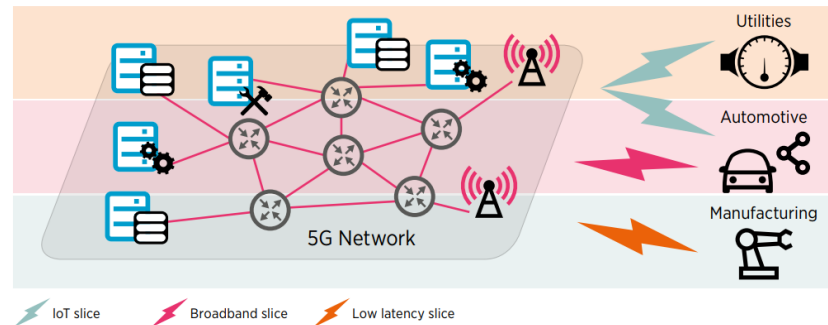 Utilities
Automotive
Manufacturing
5G Network
IoT slice
Broadband slice
Low latency slice